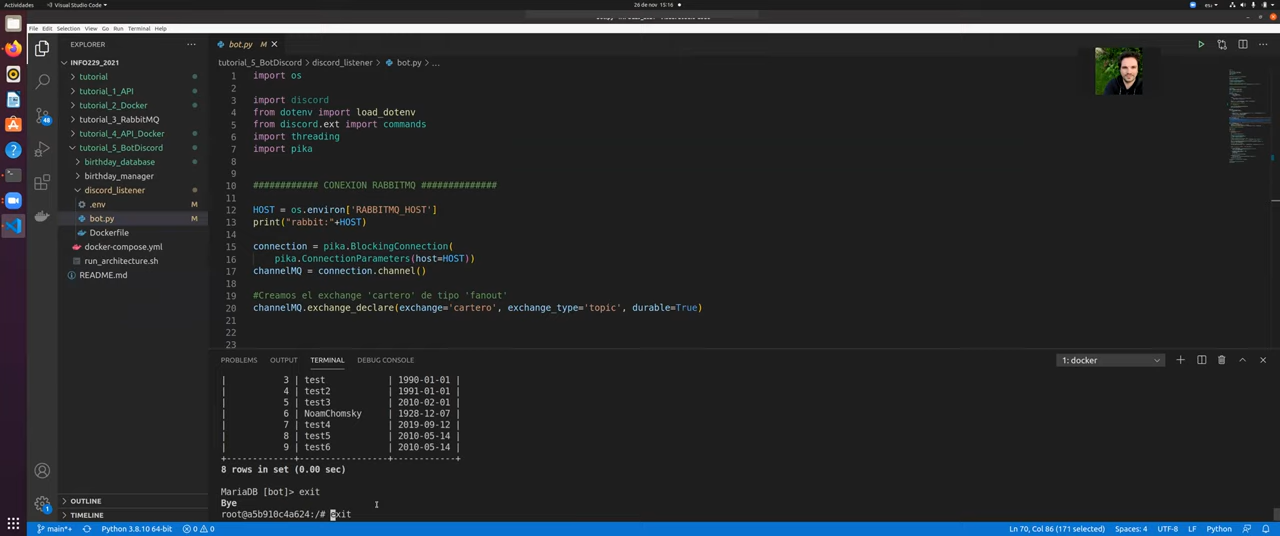 Actividades
Visual Studio Code
26 de nov 15:16
es
File Edit Selection View Go Run Terminal Help
EXPLORER
bot.py M
INFO229_2021
tutorial_5_BotDiscord > discord_listener > bot.py > ...
tutorial
tutorial_1_API
tutorial_2_Docker
tutorial_3_RabbitMQ
tutorial_4_API_Docker
tutorial_5_BotDiscord
birthday_database
birthday_manager
discord_listener
.env M
bot.py M
Dockerfile
docker-compose.yml
run_architecture.sh
README.md
48
1 import os
2
3 import discord
4 from dotenv import load_dotenv
5 from discord.ext import commands
6 import threading
7 import pika
8
9
10 ############ CONEXION RABBITMQ ##############
11
12 HOST = os.environ['RABBITMQ_HOST']
13 print("rabbit:"+HOST)
14
15 connection = pika.BlockingConnection(
16 pika.ConnectionParameters(host=HOST))
17 channelMQ = connection.channel()
18
19 #Creamos el exchange 'cartero' de tipo 'fanout'
20 channelMQ.exchange_declare(exchange='cartero', exchange_type='topic', durable=True)
21
22
23
PROBLEMS OUTPUT TERMINAL DEBUG CONSOLE
1: docker
| 3 | test | 1990-01-01 |
| 4 | test2 | 1991-01-01 |
| 5 | test3 | 2010-02-01 |
| 6 | NoamChomsky | 1928-12-07 |
| 7 | test4 | 2019-09-12 |
| 8 | test5 | 2010-05-14 |
| 9 | test6 | 2010-05-14 |
+-------------+-----------------+------------+
8 rows in set (0.00 sec)
MariaDB [bot]> exit
Bye
root@a5b910c4a624:/# exit
OUTLINE
TIMELINE
1
main*+
Python 3.8.10 64-bit
0 0
Ln 70, Col 86 (171 selected)
Spaces: 4
UTF-8
LF
Python